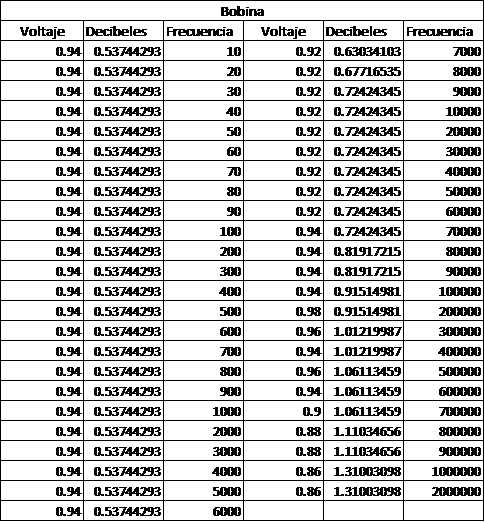 Bobina
Voltaje Decibeles Frecuencia Voltaje Decibeles Frecuencia
0.94 0.53744293 10 0.92 0.63034103 7000
0.94 0.53744293 20 0.92 0.67716535 8000
0.94 0.53744293 30 0.92 0.72424345 9000
0.94 0.53744293 40 0.92 0.72424345 10000
0.94 0.53744293 50 0.92 0.72424345 20000
0.94 0.53744293 60 0.92 0.72424345 30000
0.94 0.53744293 70 0.92 0.72424345 40000
0.94 0.53744293 80 0.92 0.72424345 50000
0.94 0.53744293 90 0.92 0.72424345 60000
0.94 0.53744293 100 0.94 0.72424345 70000
0.94 0.53744293 200 0.94 0.81917215 80000
0.94 0.53744293 300 0.94 0.81917215 90000
0.94 0.53744293 400 0.94 0.91514981 100000
0.94 0.53744293 500 0.98 0.91514981 200000
0.94 0.53744293 600 0.96 1.01219987 300000
0.94 0.53744293 700 0.94 1.01219987 400000
0.94 0.53744293 800 0.96 1.06113459 500000
0.94 0.53744293 900 0.94 1.06113459 600000
0.94 0.53744293 1000 0.9 1.06113459 700000
0.94 0.53744293 2000 0.88 1.11034656 800000
0.94 0.53744293 3000 0.88 1.11034656 900000
0.94 0.53744293 4000 0.86 1.31003098 1000000
0.94 0.53744293 5000 0.86 1.31003098 2000000
0.94 0.53744293 6000